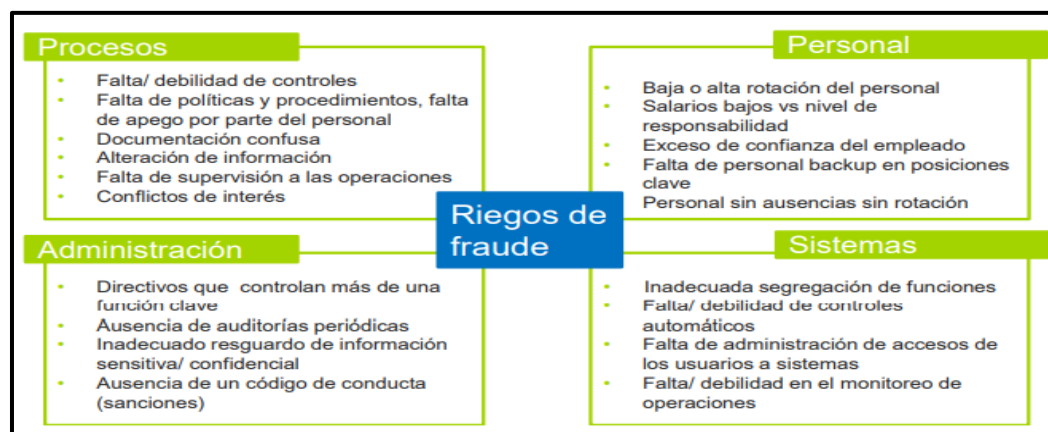 Procesos
• Falta/ debilidad de controles
• Falta de políticas y procedimientos, falta
de apego por parte del personal
• Documentación confusa
• Alteración de información
• Falta de supervisión a las operaciones
• Conflictos de interés
Personal
• Baja o alta rotación del personal
• Salarios bajos vs nivel de
responsabilidad
• Exceso de confianza del empleado
• Falta de personal backup en posiciones
clave
• Personal sin ausencias sin rotación
Riegos de
fraude
Administración
• Directivos que controlan más de una
función clave
• Ausencia de auditorías periódicas
• Inadecuado resguardo de información
sensitiva/ confidencial
• Ausencia de un código de conducta
(sanciones)
Sistemas
• Inadecuada segregación de funciones
• Falta/ debilidad de controles
automáticos
• Falta de administración de accesos de
los usuarios a sistemas
• Falta/ debilidad en el monitoreo de
operaciones